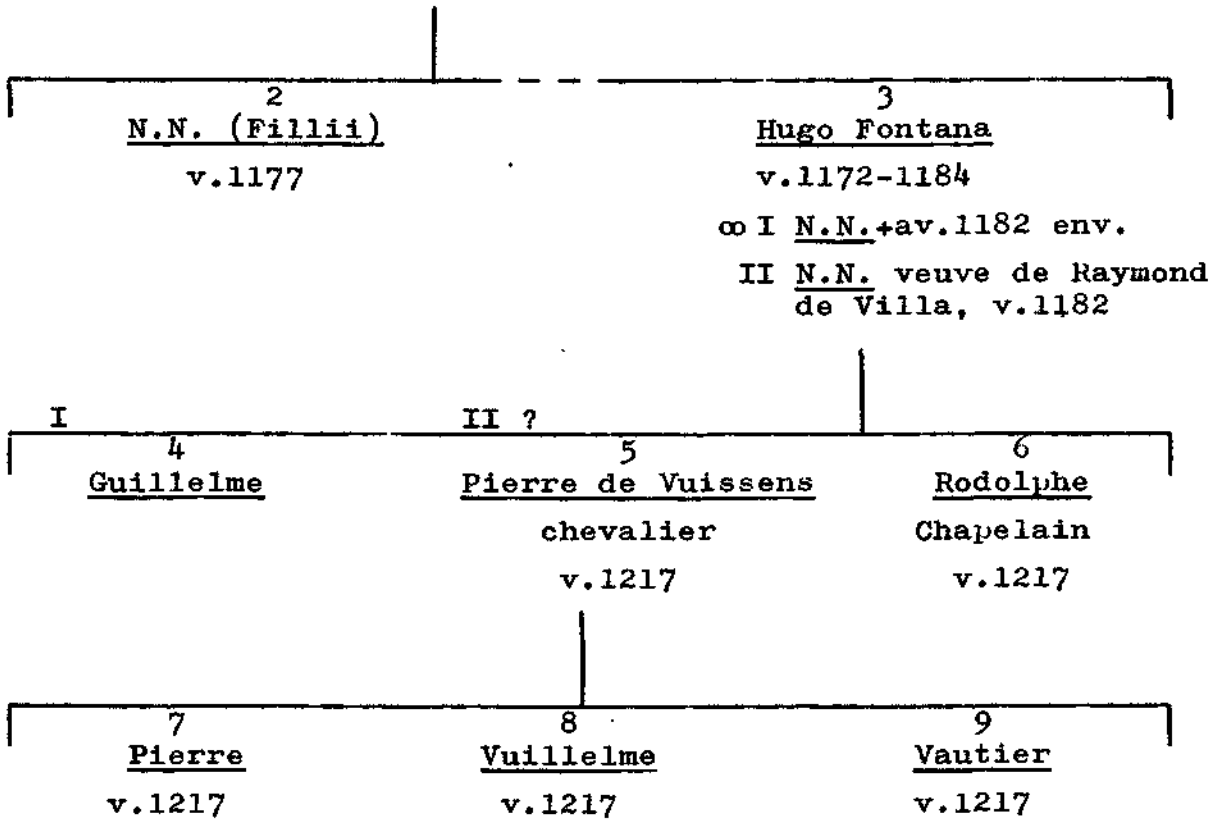 2 3
N.N. (Fillii) Hugo Fontana
v.1177 v.1172-1184
∞ I N.N.+av.1182 env.
II N.N. veuve de Raymond
de Villa, v.1182
I II ?
4 5 6
Guillelme Pierre de Vuissens Rodolphe
chevalier Chapelain
v.1217 v.1217
7 8 9
Pierre Vuillelme Vautier
v.1217 v.1217 v.1217